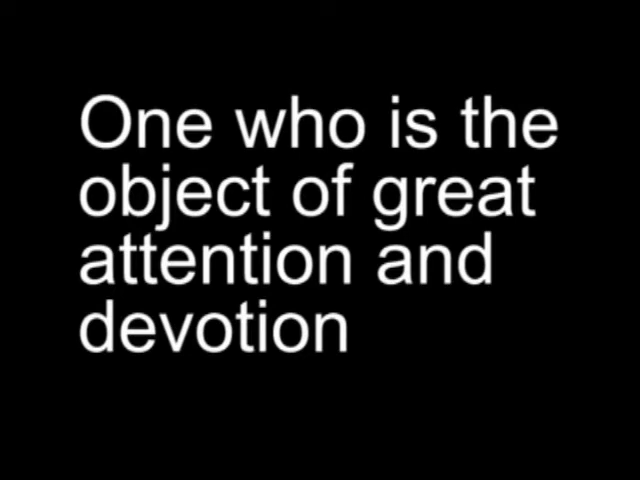 One who is the
object of great
attention and
devotion